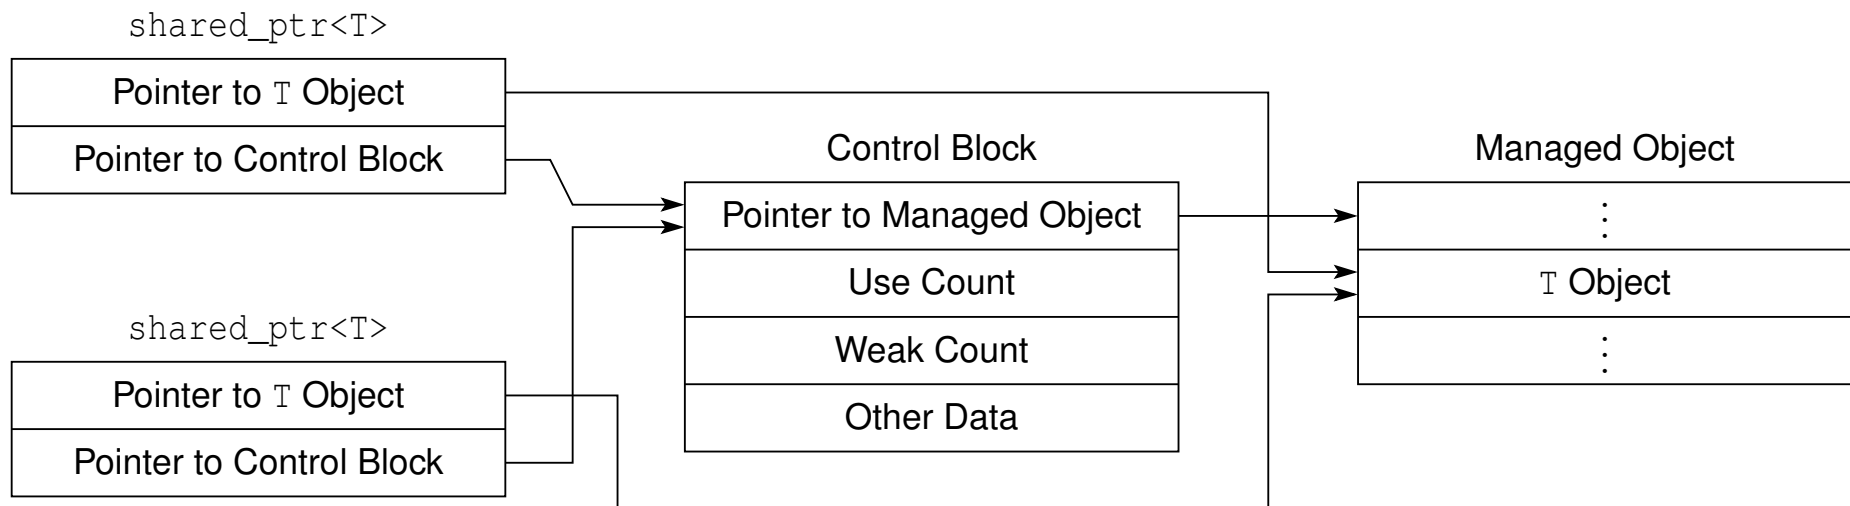 shared_ptr<T>
Pointer to T Object
Pointer to Control Block
shared_ptr<T>
Pointer to T Object
Pointer to Control Block
Control Block
Pointer to Managed Object
Use Count
Weak Count
Other Data
Managed Object
⋮
T Object
⋮